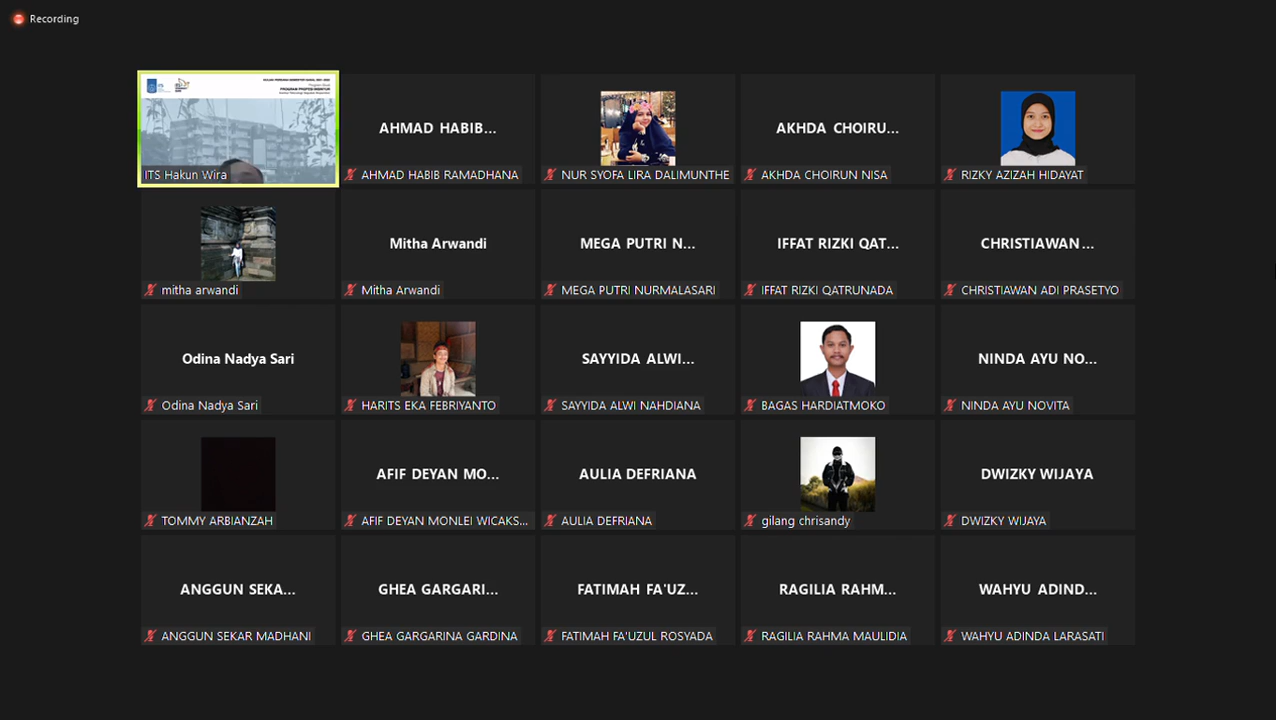 Recording
ITS Hakun Wira
AHMAD HABIB...
AHMAD HABIB RAMADHANA
NUR SYOFA LIRA DALIMUNTHE
AKHDA CHOIRU...
AKHDA CHOIRUN NISA
RIZKY AZIZAH HIDAYAT
mitha arwandi
Mitha Arwandi
Mitha Arwandi
MEGA PUTRI N...
MEGA PUTRI NURMALASARI
IFFAT RIZKI QAT...
IFFAT RIZKI QATRUNADA
CHRISTIAWAN ...
CHRISTIAWAN ADI PRASETYO
Odina Nadya Sari
Odina Nadya Sari
HARITS EKA FEBRIYANTO
SAYYIDA ALWI...
SAYYIDA ALWI NAHDIANA
BAGAS HARDIATMOKO
NINDA AYU NO...
NINDA AYU NOVITA
TOMMY ARBIANZAH
AFIF DEYAN MO...
AFIF DEYAN MONLEI WICAKS...
AULIA DEFRIANA
AULIA DEFRIANA
gilang chrisandy
DWIZKY WIJAYA
DWIZKY WIJAYA
ANGGUN SEKA...
ANGGUN SEKAR MADHANI
GHEA GARGARI...
GHEA GARGARINA GARDINA
FATIMAH FA'UZ...
FATIMAH FA'UZUL ROSYADA
RAGILIA RAHM...
RAGILIA RAHMA MAULIDIA
WAHYU ADIND...
WAHYU ADINDA LARASATI